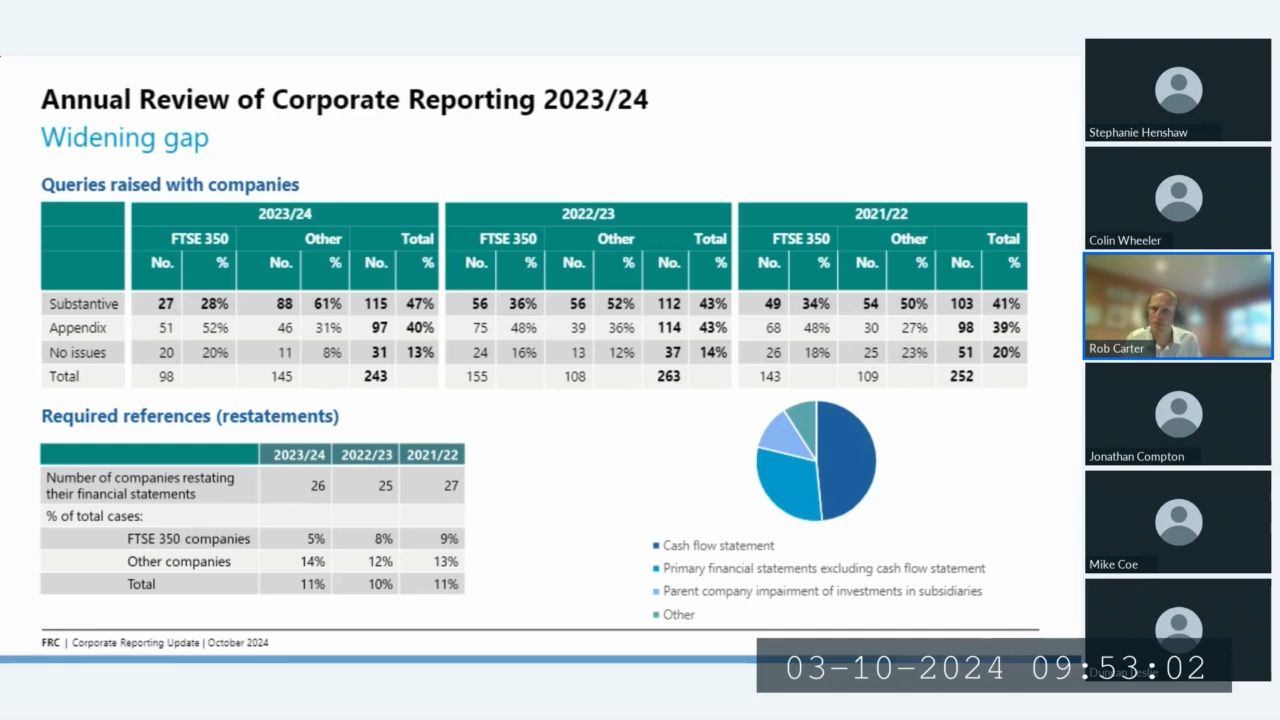 Annual Review of Corporate Reporting 2023/24
Widening gap
Queries raised with companies
2023/24 2022/23 2021/22
FTSE 350 Other Total FTSE 350 Other Total FTSE 350 Other Total
No. % No. % No. % No. % No. % No. % No. % No. % No. %
Substantive 27 28% 88 61% 115 47% 56 36% 56 52% 112 43% 49 34% 54 50% 103 41%
Appendix 51 52% 46 31% 97 40% 75 48% 39 36% 114 43% 68 48% 30 27% 98 39%
No issues 20 20% 11 8% 31 13% 24 16% 13 12% 37 14% 26 18% 25 23% 51 20%
Total 98 145 243 155 108 263 143 109 252
Required references (restatements)
2023/24 2022/23 2021/22
Number of companies restating
their financial statements 26 25 27
% of total cases:
FTSE 350 companies 5% 8% 9%
Other companies 14% 12% 13%
Total 11% 10% 11%
Cash flow statement
Primary financial statements excluding cash flow statement
Parent company impairment of investments in subsidiaries
Other
FRC | Corporate Reporting Update | October 2024
Stephanie Henshaw
Colin Wheeler
Rob Carter
Jonathan Compton
Mike Coe
03-10-2024 09:53:02